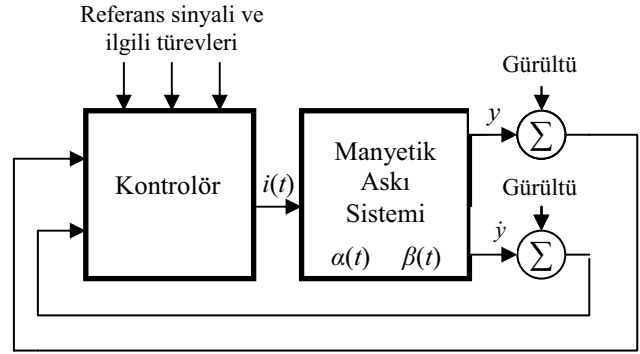 Referans sinyali ve
ilgili türevleri
Gürültü
y
Σ
Kontrolör
i(t)
Manyetik
Askı
Sistemi
α(t) β(t)
Gürültü
ẏ
Σ